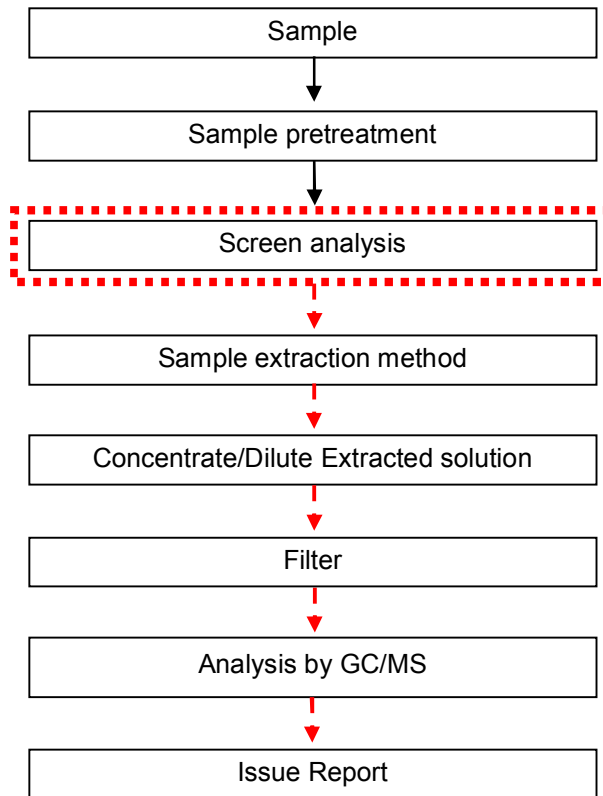 Sample
Sample pretreatment
Screen analysis
Sample extraction method
Concentrate/Dilute Extracted solution
Filter
Analysis by GC/MS
Issue Report